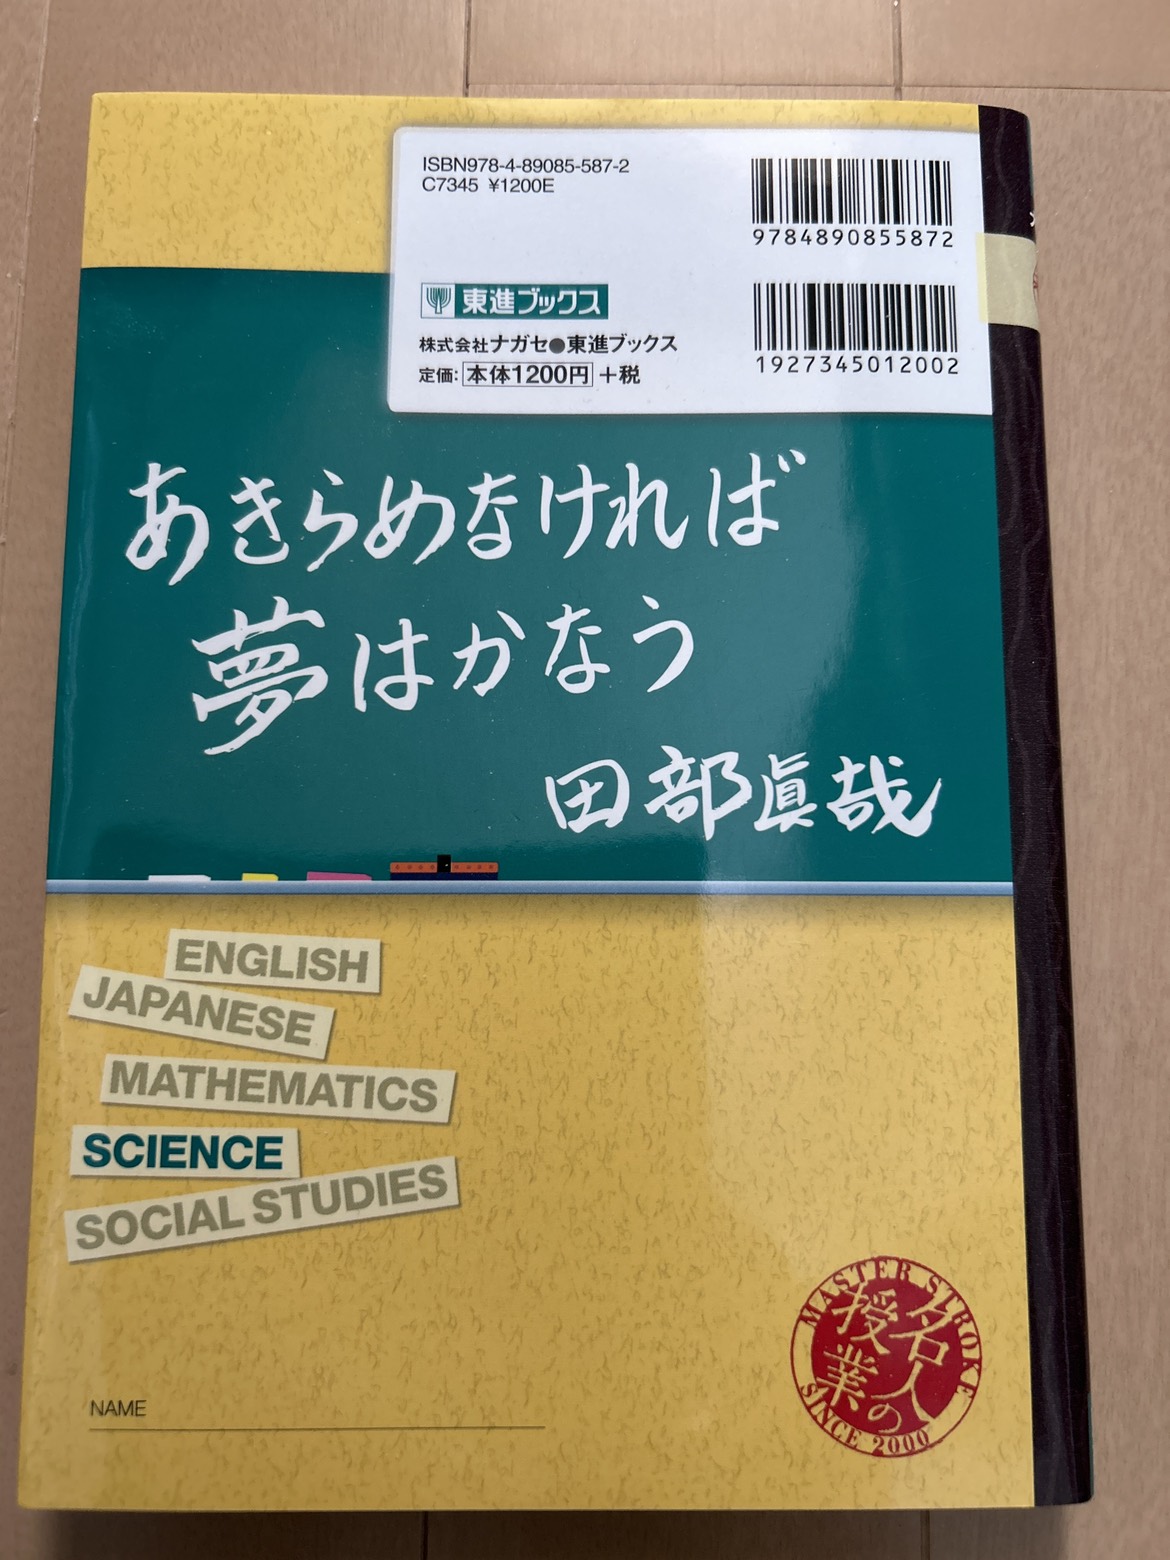 ISBN978-4-89085-587-2
C7345 ¥1200E
9784890855872
東進ブックス
1927345012002
株式会社ナガセ●東進ブックス
定価:本体1200円+税
あきらめなければ
夢はかなう
田部眞哉
ENGLISH
JAPANESE
MATHEMATICS
SCIENCE
SOCIAL STUDIES
MASTER STROKE
名人の
授業
SINCE 2000
NAME